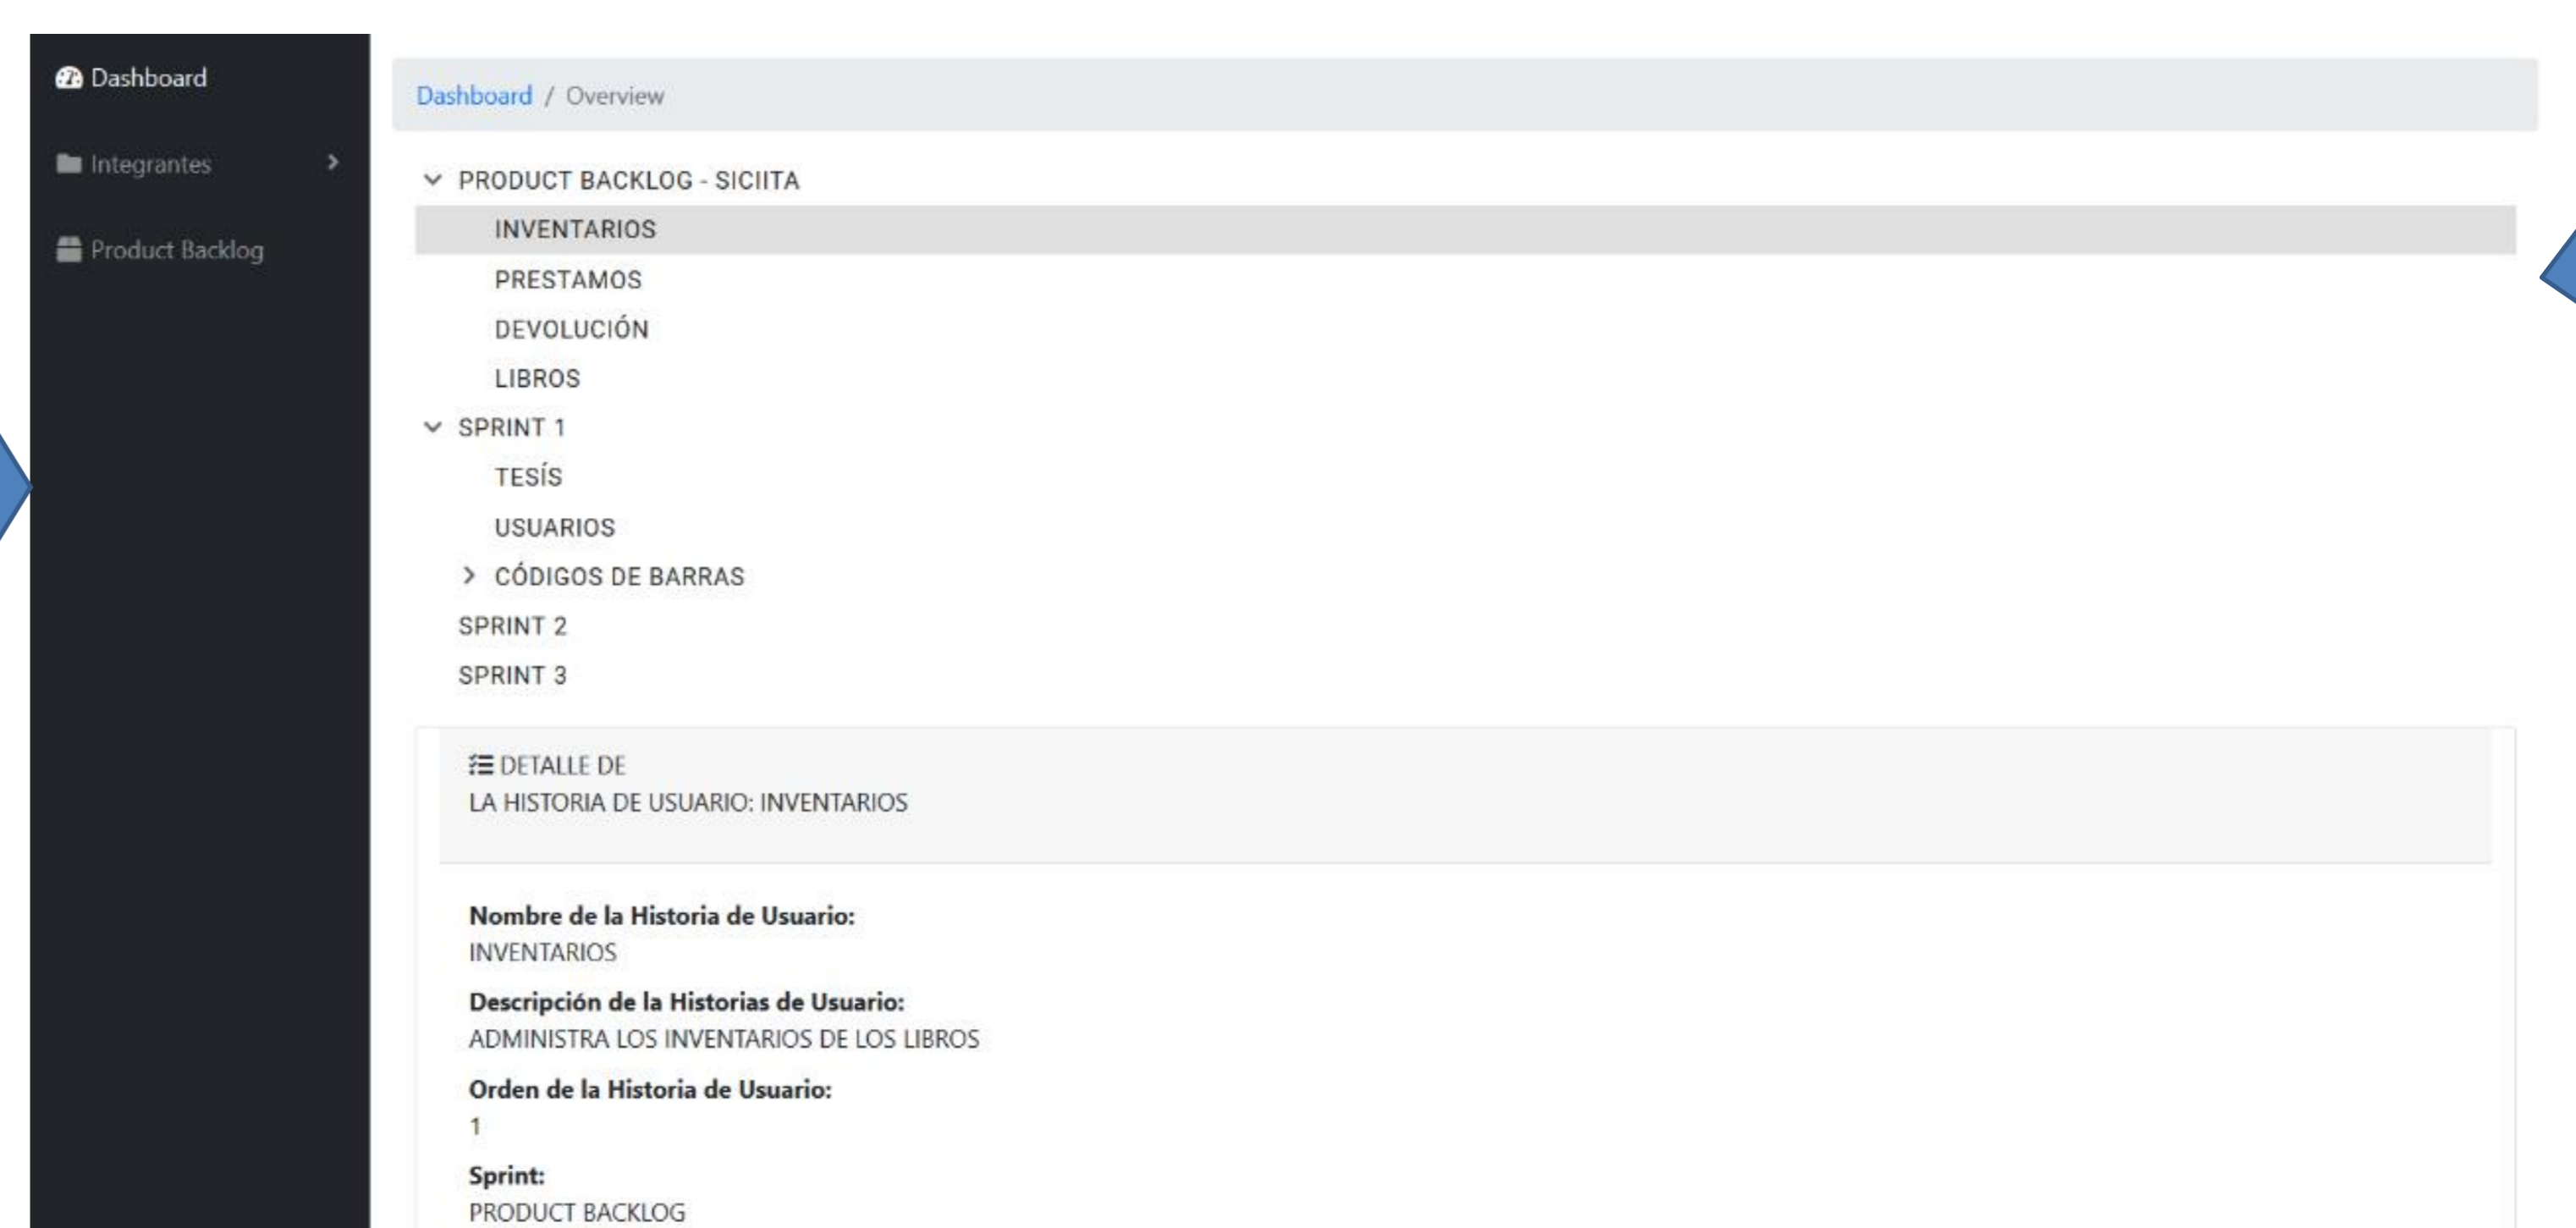 Dashboard
Integrantes
Product Backlog
Dashboard / Overview
PRODUCT BACKLOG - SICIITA
INVENTARIOS
PRESTAMOS
DEVOLUCIÓN
LIBROS
SPRINT 1
TESÍS
USUARIOS
CÓDIGOS DE BARRAS
SPRINT 2
SPRINT 3
DETALLE DE
LA HISTORIA DE USUARIO: INVENTARIOS
Nombre de la Historia de Usuario:
INVENTARIOS
Descripción de la Historias de Usuario:
ADMINISTRA LOS INVENTARIOS DE LOS LIBROS
Orden de la Historia de Usuario:
1
Sprint:
PRODUCT BACKLOG